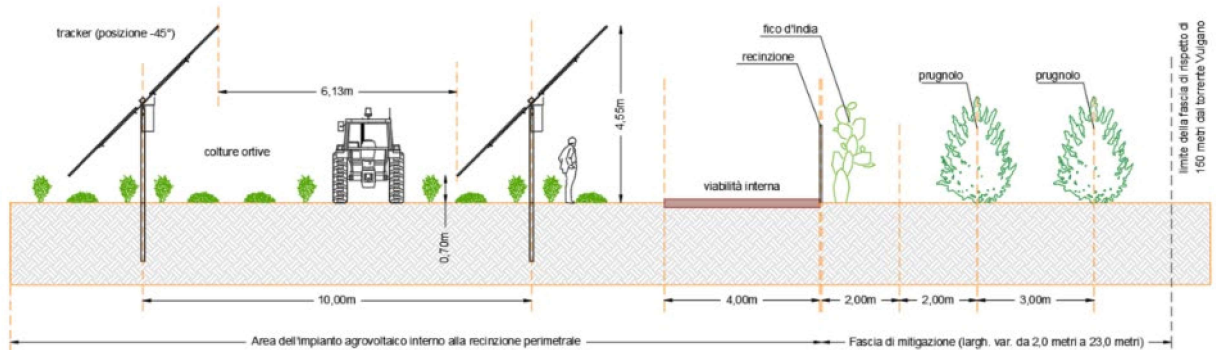 tracker (posizione -45°)
6,13m
colture ortive
0,70m
4,55m
10,00m
fico d'India
recinzione
viabilità interna
4,00m
2,00m
2,00m
3,00m
prugnolo
prugnolo
limite della fascia di rispetto di
150 metri dal torrente Vulgano
Area dell'impianto agrovoltaico interno alla recinzione perimetrale
Fascia di mitigazione (largh. var. da 2,0 metri a 23,0 metri)